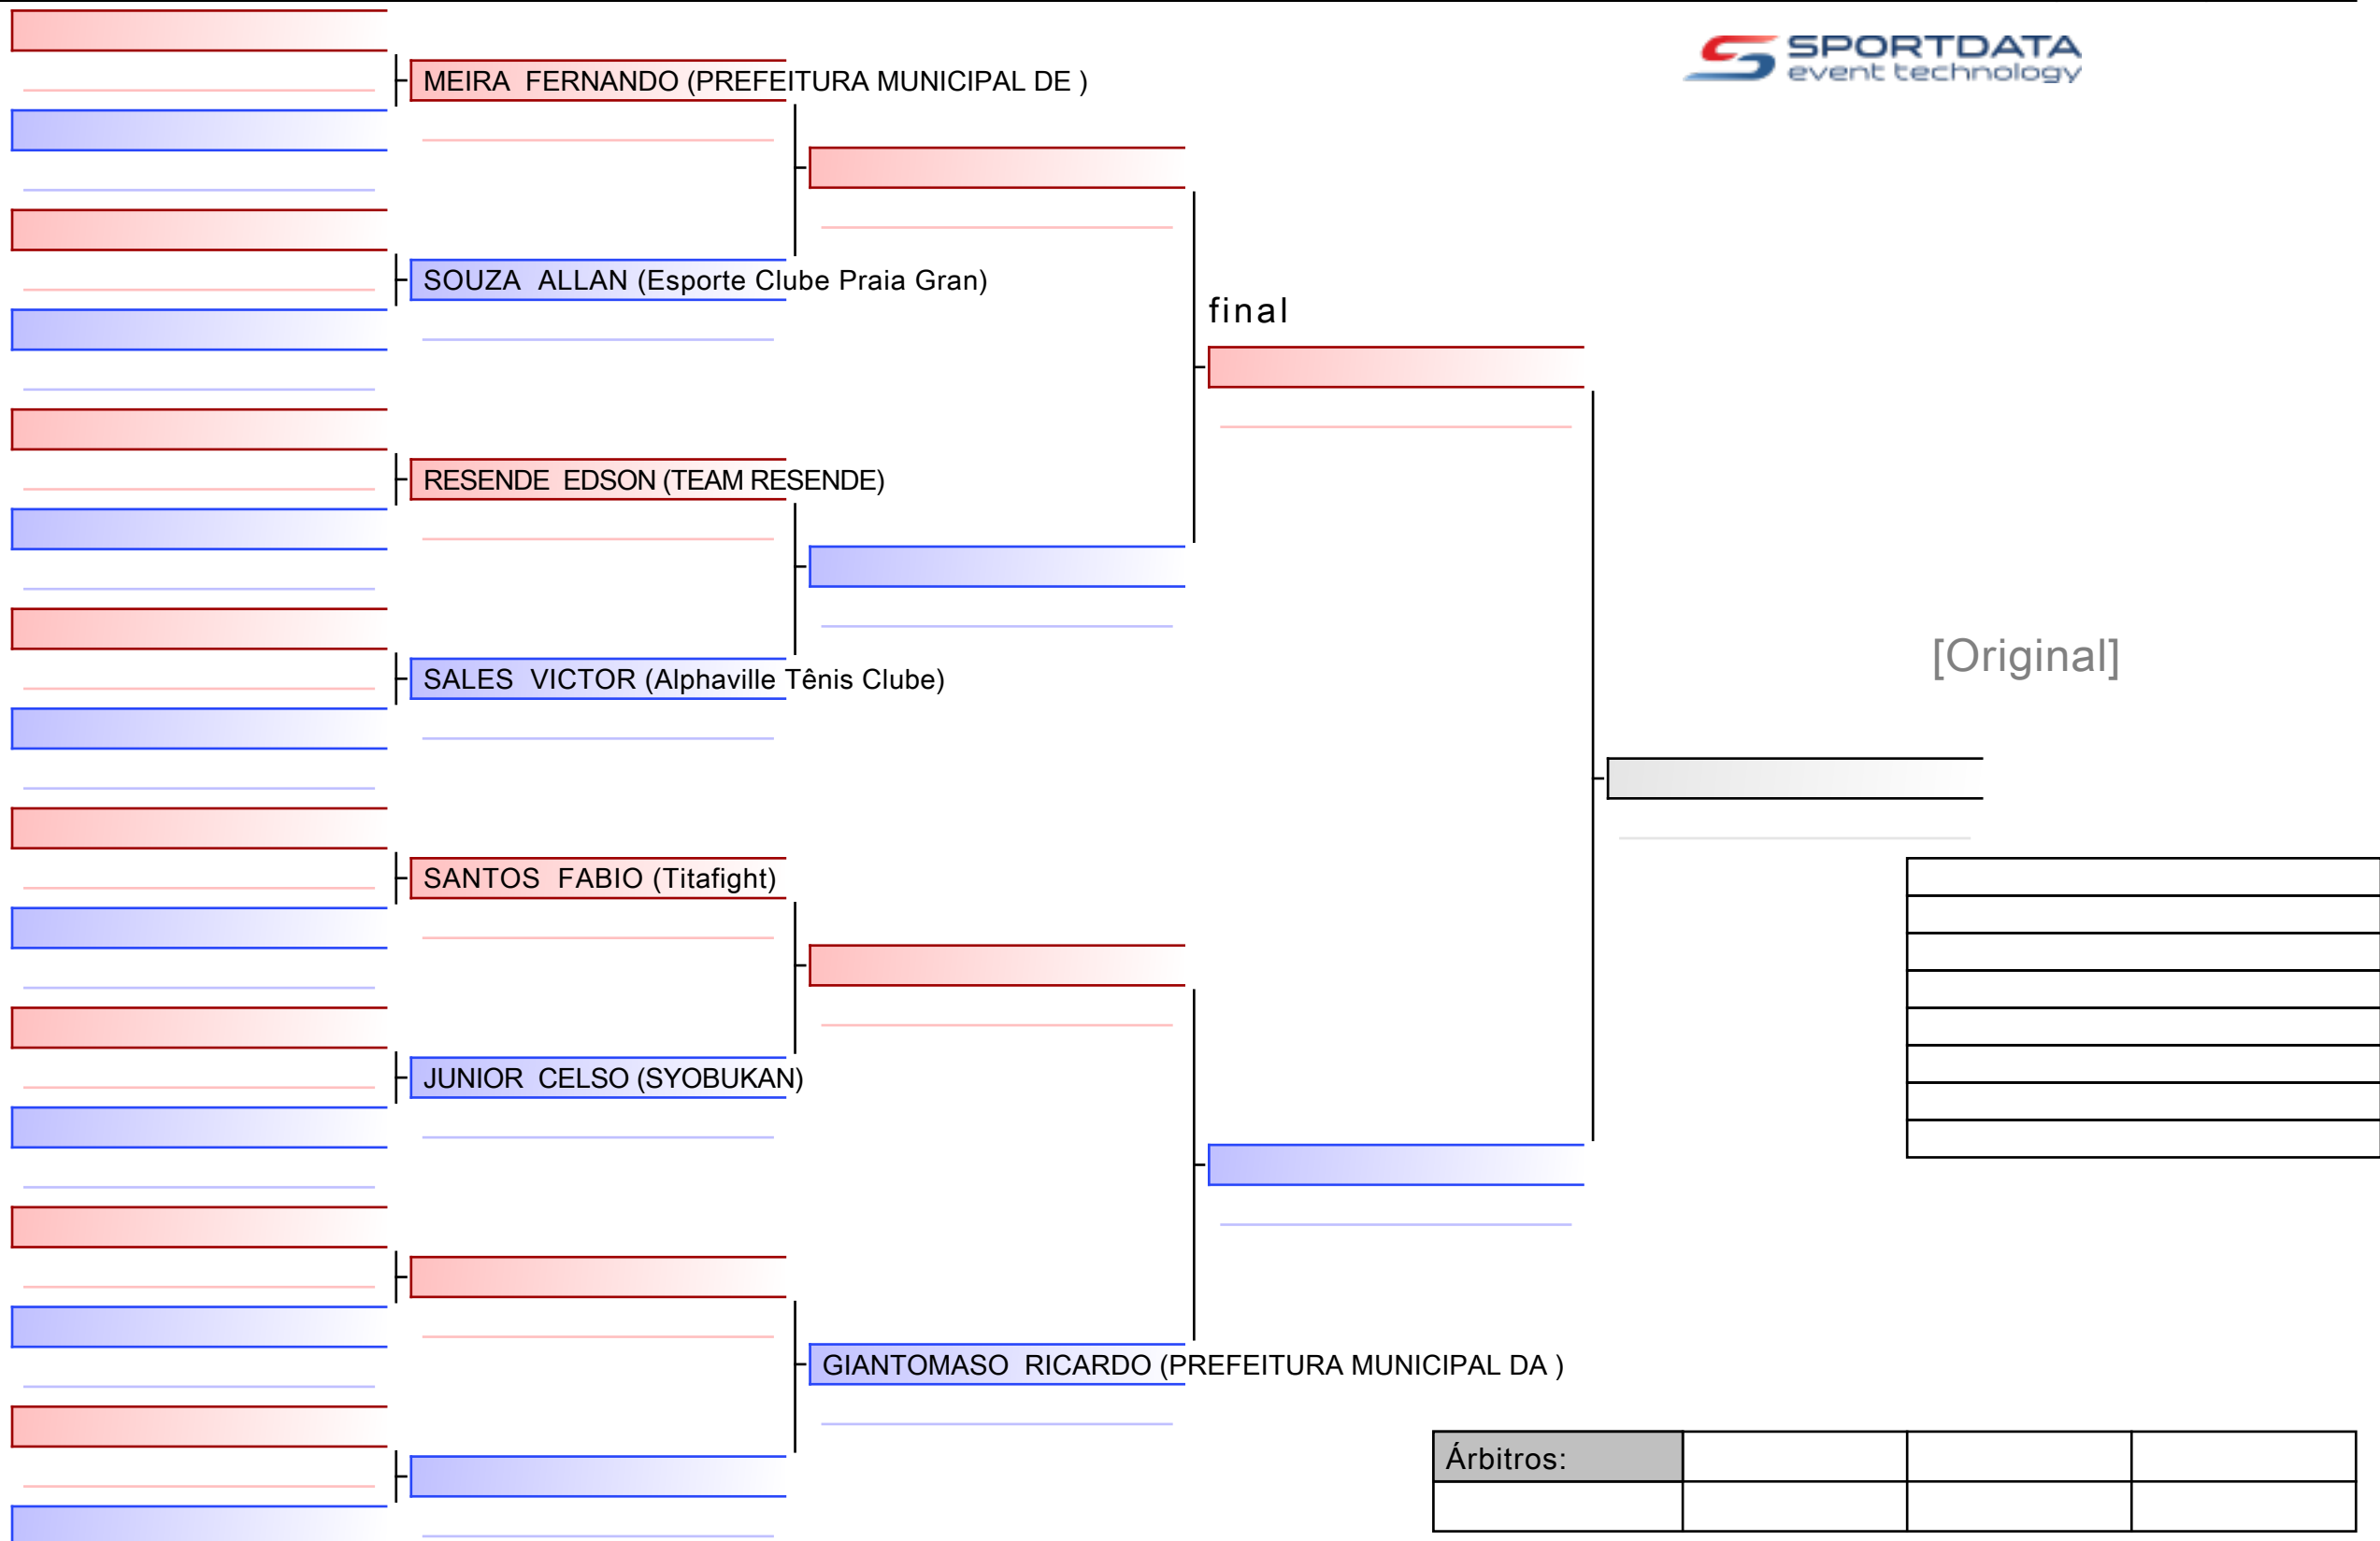 SPORTDATA
event technology
MEIRA FERNANDO (PREFEITURA MUNICIPAL DE )
SOUZA ALLAN (Esporte Clube Praia Gran)
final
RESENDE EDSON (TEAM RESENDE)
[Original]
SALES VICTOR (Alphaville Tênis Clube)
SANTOS FABIO (Titafight)
JUNIOR CELSO (SYOBUKAN)
GIANTOMASO RICARDO (PREFEITURA MUNICIPAL DA )
Árbitros: